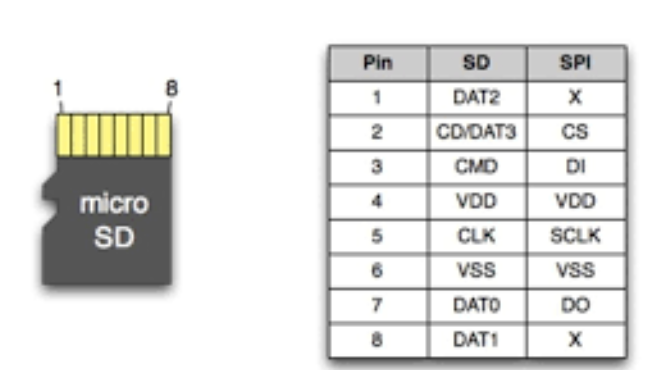 1 8
micro
SD
Pin SD SPI
1 DAT2 X
2 CD/DAT3 CS
3 CMD DI
4 VDD VDD
5 CLK SCLK
6 VSS VSS
7 DAT0 DO
8 DAT1 X